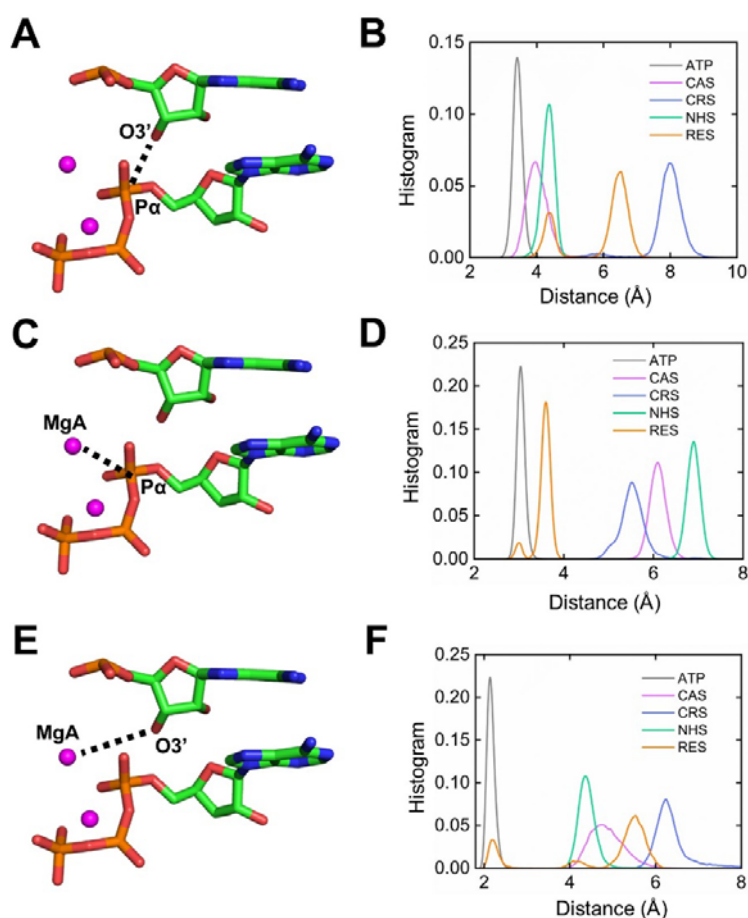 A
O3'
Pα
B
0.15
0.10
0.05
0.00
Histogram
ATP
CAS
CRS
NHS
RES
2 4 6 8 10
Distance (Å)
C
MgA
Pα
D
0.25
0.20
0.15
0.10
0.05
0.00
Histogram
ATP
CAS
CRS
NHS
RES
2 4 6 8
Distance (Å)
E
MgA
O3'
F
0.25
0.20
0.15
0.10
0.05
0.00
Histogram
ATP
CAS
CRS
NHS
RES
2 4 6 8
Distance (Å)